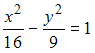 x²/16 − y²/9 = 1